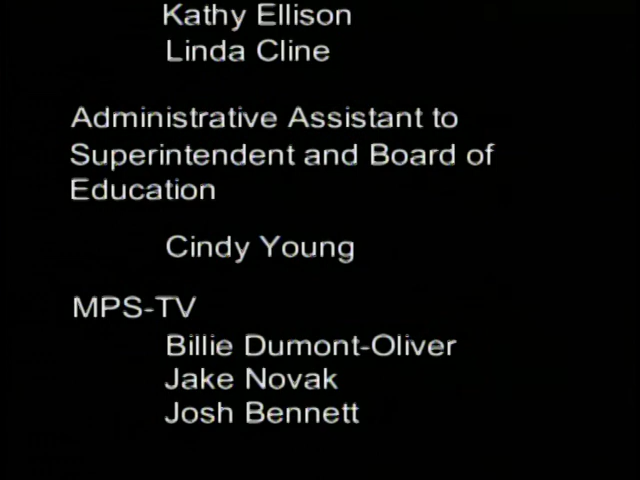 Kathy Ellison
Linda Cline
Administrative Assistant to
Superintendent and Board of
Education
Cindy Young
MPS-TV
Billie Dumont-Oliver
Jake Novak
Josh Bennett